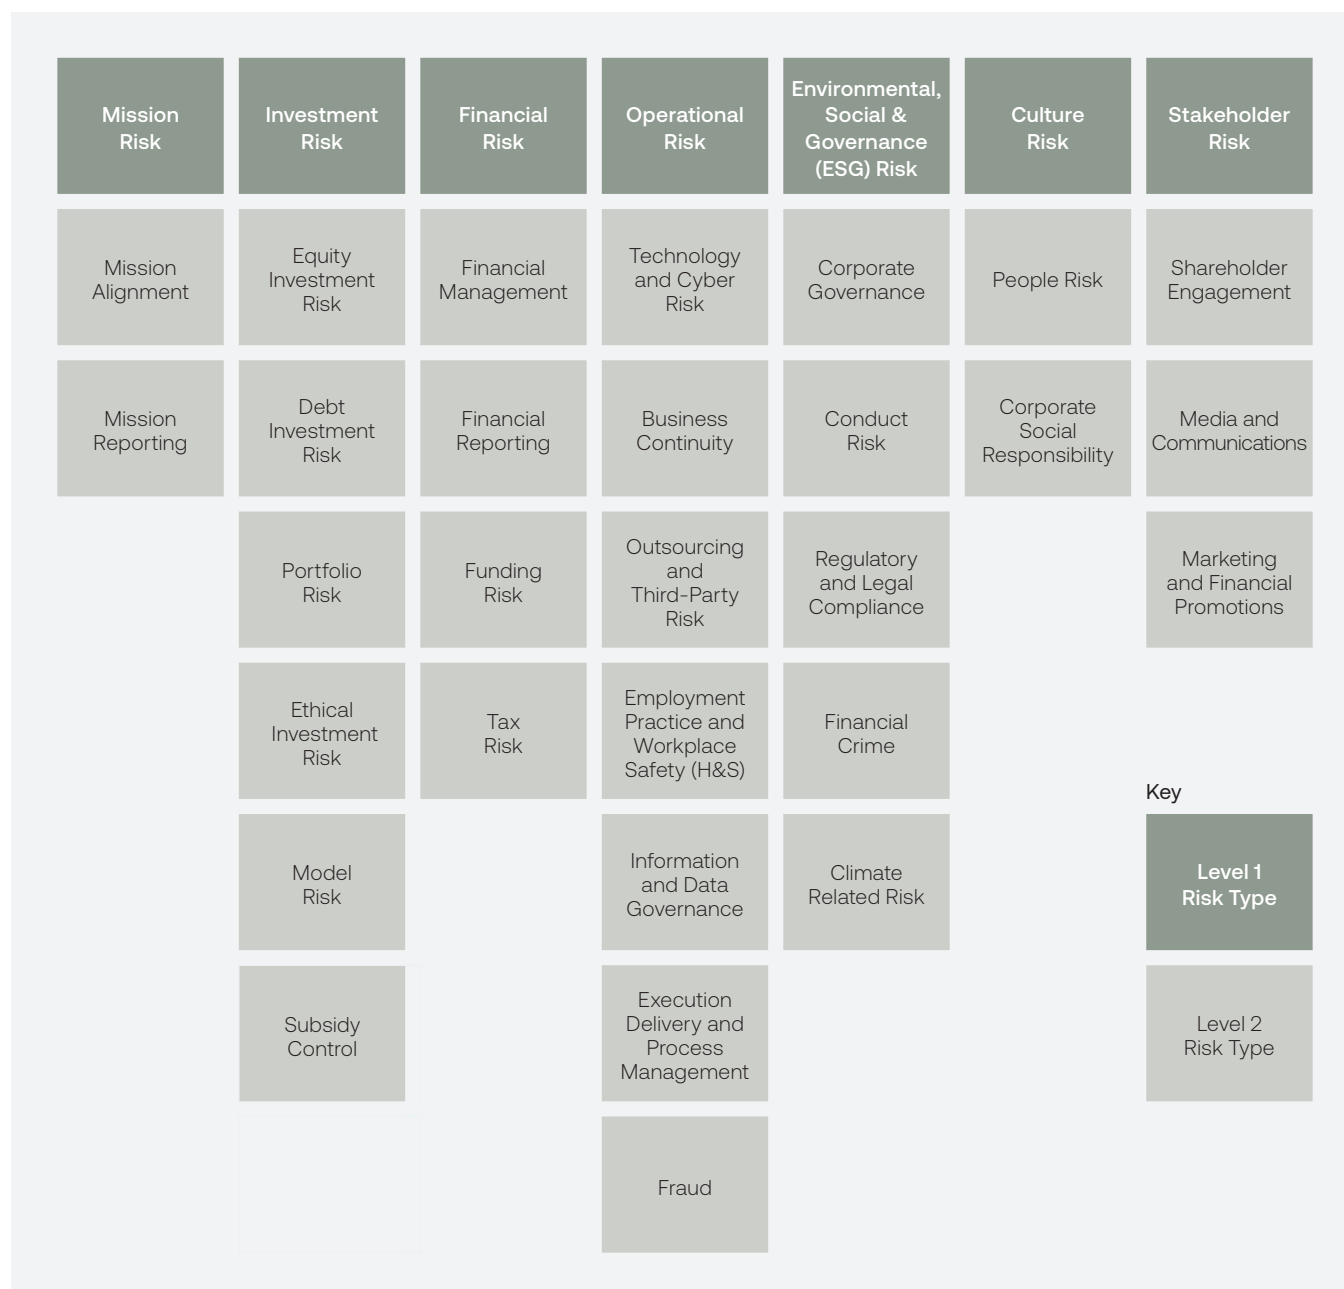 Mission
Risk
Investment
Risk
Financial
Risk
Operational
Risk
Environmental,
Social &
Governance
(ESG) Risk
Culture
Risk
Stakeholder
Risk
Mission
Alignment
Equity
Investment
Risk
Financial
Management
Technology
and Cyber
Risk
Corporate
Governance
People Risk
Shareholder
Engagement
Mission
Reporting
Debt
Investment
Risk
Financial
Reporting
Business
Continuity
Conduct
Risk
Corporate
Social
Responsibility
Media and
Communications
Portfolio
Risk
Funding
Risk
Outsourcing
and
Third-Party
Risk
Regulatory
and Legal
Compliance
Marketing
and Financial
Promotions
Ethical
Investment
Risk
Tax
Risk
Employment
Practice and
Workplace
Safety (H&S)
Financial
Crime
Key
Model
Risk
Information
and Data
Governance
Climate
Related Risk
Level 1
Risk Type
Subsidy
Control
Execution
Delivery and
Process
Management
Level 2
Risk Type
Fraud